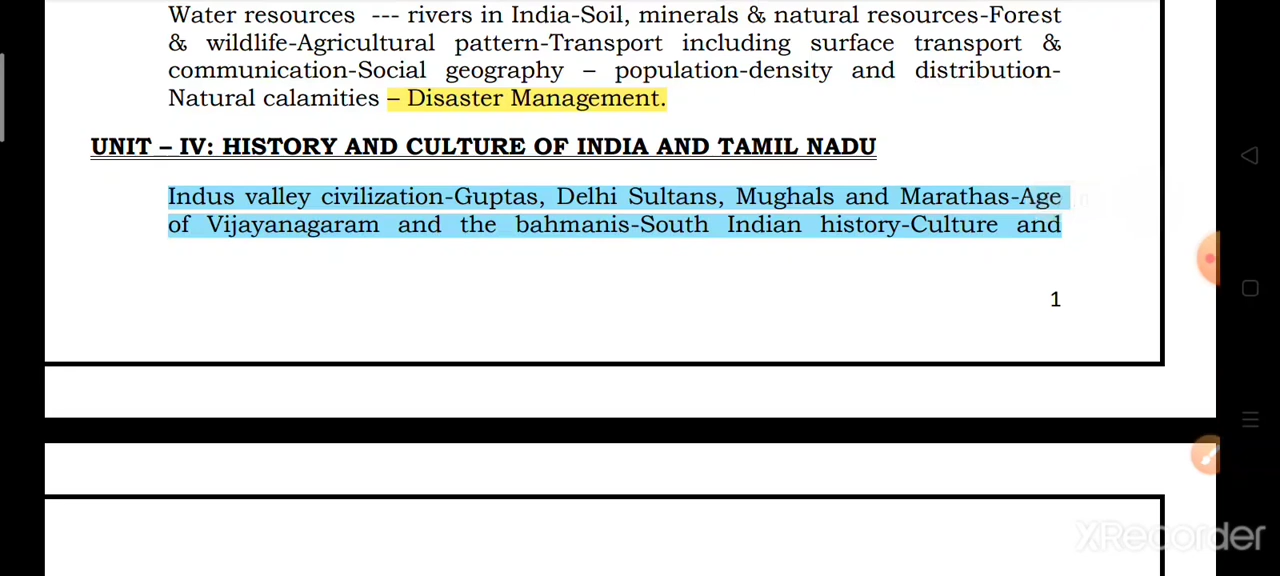 Water resources --- rivers in India-Soil, minerals & natural resources-Forest
& wildlife-Agricultural pattern-Transport including surface transport &
communication-Social geography – population-density and distribution-
Natural calamities – Disaster Management.
UNIT – IV: HISTORY AND CULTURE OF INDIA AND TAMIL NADU
Indus valley civilization-Guptas, Delhi Sultans, Mughals and Marathas-Age
of Vijayanagaram and the bahmanis-South Indian history-Culture and
1
XRecorder